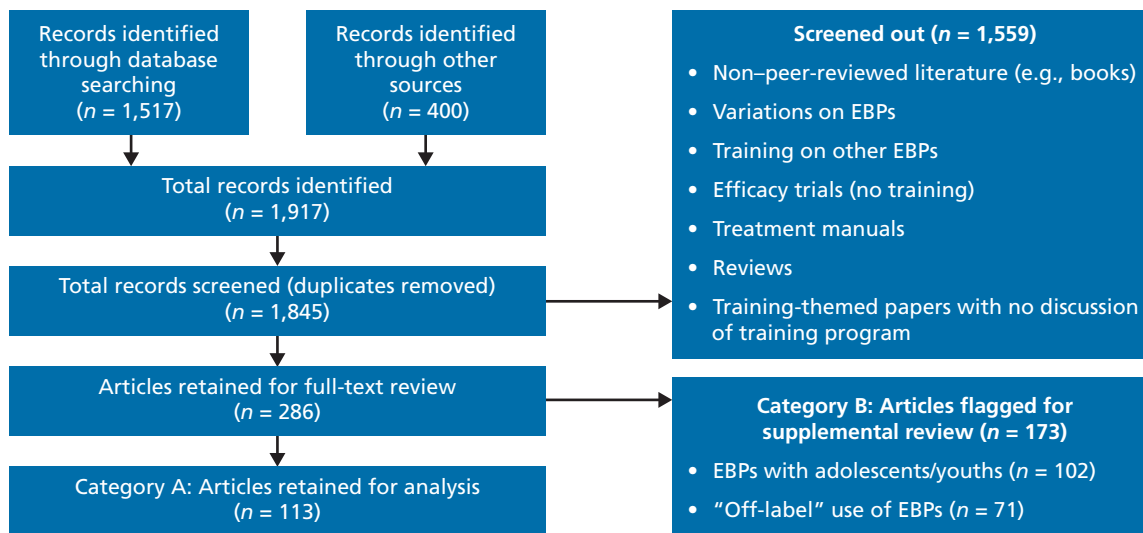 Records identified
through database
searching
(n = 1,517)
Records identified
through other
sources
(n = 400)
Total records identified
(n = 1,917)
Total records screened (duplicates removed)
(n = 1,845)
Articles retained for full-text review
(n = 286)
Category A: Articles retained for analysis
(n = 113)
Screened out (n = 1,559)
• Non–peer-reviewed literature (e.g., books)
• Variations on EBPs
• Training on other EBPs
• Efficacy trials (no training)
• Treatment manuals
• Reviews
• Training-themed papers with no discussion
of training program
Category B: Articles flagged for
supplemental review (n = 173)
• EBPs with adolescents/youths (n = 102)
• “Off-label” use of EBPs (n = 71)